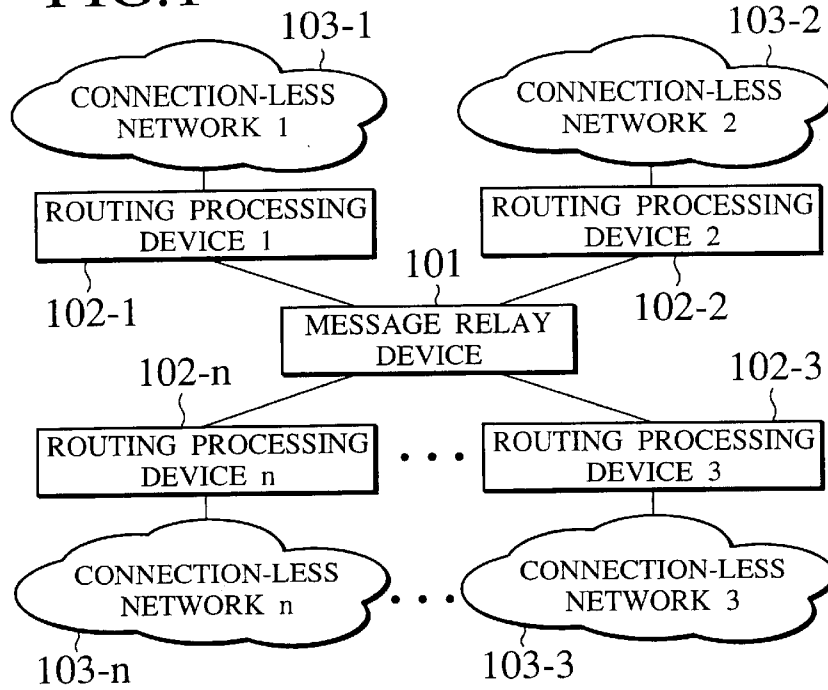 FIG.1
103-1
103-2
CONNECTION-LESS
NETWORK 1
CONNECTION-LESS
NETWORK 2
ROUTING PROCESSING
DEVICE 1
ROUTING PROCESSING
DEVICE 2
101
102-1
102-2
MESSAGE RELAY
DEVICE
102-n
102-3
ROUTING PROCESSING
DEVICE n
• • •
ROUTING PROCESSING
DEVICE 3
CONNECTION-LESS
NETWORK n
• • •
CONNECTION-LESS
NETWORK 3
103-n
103-3